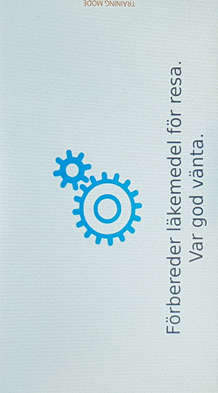 TRAINING MODE
Förbereder läkemedel för resa.
Var god vänta.